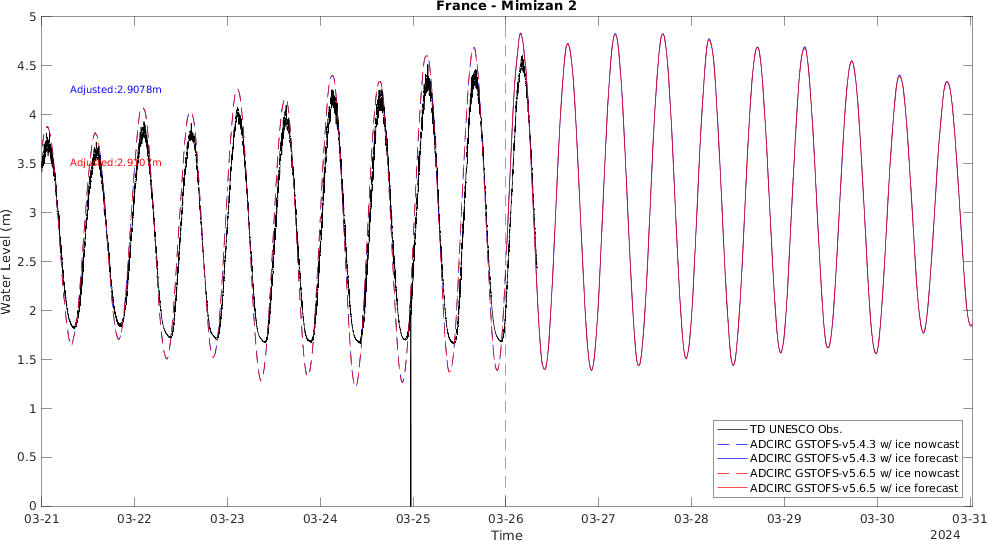 France - Mimizan 2
5
4.5
4
3.5
3
2.5
2
1.5
1
0.5
0
Water Level (m)
Adjusted:2.9078m
TD UNESCO Obs.
ADCIRC GSTOFS-v5.4.3 w/ ice nowcast
ADCIRC GSTOFS-v5.4.3 w/ ice forecast
ADCIRC GSTOFS-v5.6.5 w/ ice nowcast
ADCIRC GSTOFS-v5.6.5 w/ ice forecast
03-21 03-22 03-23 03-24 03-25 03-26 03-27 03-28 03-29 03-30 03-31
Time
2024